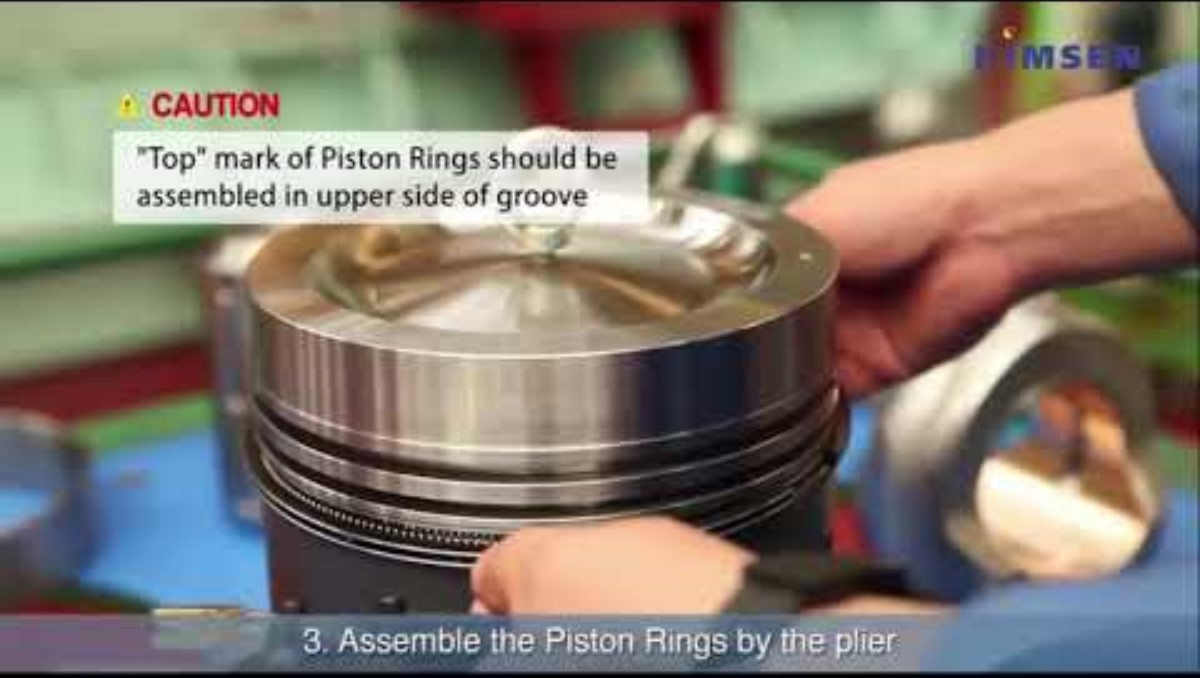 HIMSEN
CAUTION
"Top" mark of Piston Rings should be
assembled in upper side of groove
3. Assemble the Piston Rings by the plier